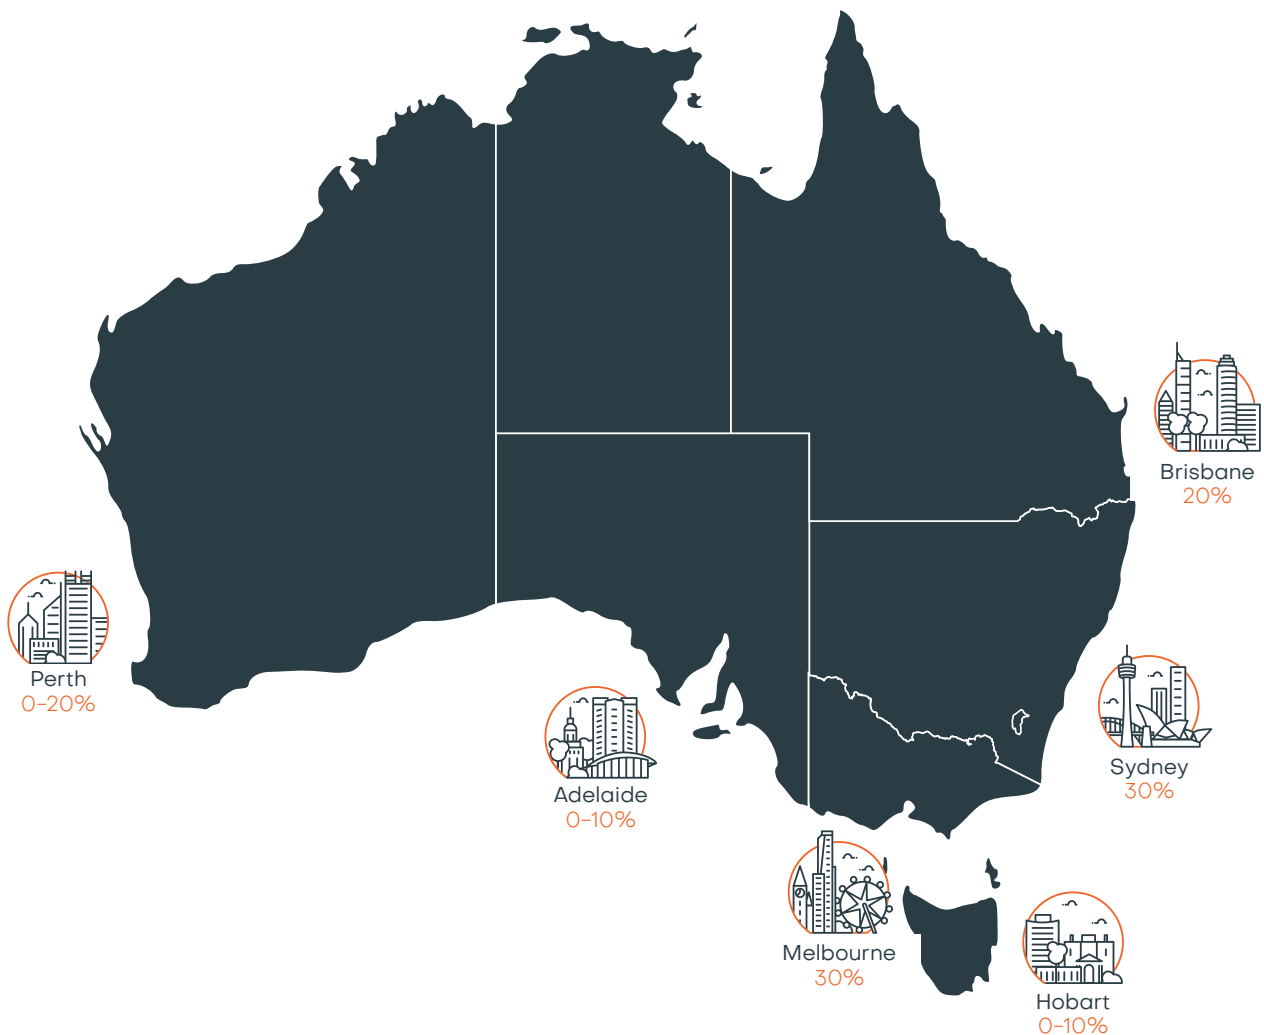 Brisbane
20%
Perth
0-20%
Sydney
30%
Adelaide
0-10%
Melbourne
30%
Hobart
0-10%